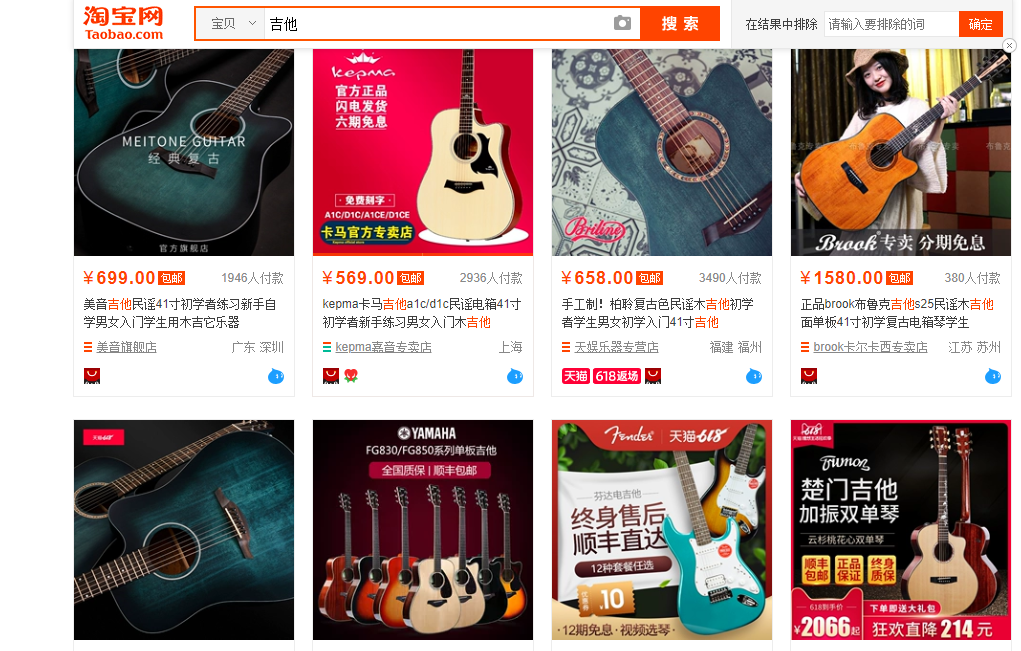 淘宝网
Taobao.com
宝贝
吉他
搜 索
在结果中排除
请输入要排除的词
确定
MEITONE GUITAR
经典复古
官方旗舰店
kepma
官方正品
闪电发货
六期免息
免费刻字
A1C/D1C/A1CE/D1CE
卡马官方专卖店
Brook专卖 分期免息
¥699.00 包邮 1946人付款
美音吉他民谣41寸初学者练习新手自
学男女入门学生用木吉它乐器
美音旗舰店 广东 深圳
¥569.00 包邮 2936人付款
kepma卡马吉他a1c/d1c民谣电箱41寸
初学者新手练习男女入门木吉他
kepma嘉音专卖店 上海
¥658.00 包邮 3490人付款
手工制！柏聆复古色民谣木吉他初学
者学生男女初学入门41寸吉他
天娱乐器专营店 福建 福州
天猫 618返场
¥1580.00 包邮 380人付款
正品brook布鲁克吉他s25民谣木吉他
面单板41寸初学复古电箱琴学生
brook卡尔卡西专卖店 江苏 苏州
YAMAHA
FG830/FG850系列单板吉他
全国质保 | 顺丰包邮
Fender 天猫618
芬达电吉他
终身售后
顺丰直达
12种套餐任选
优惠券 .10
·12期免息·视频选琴·
618
楚门吉他
加振双单琴
云杉桃花心双单琴
顺丰包邮 正品保证 终身质保
618到手价
¥2066起
下单即送大礼包
狂欢直降214元